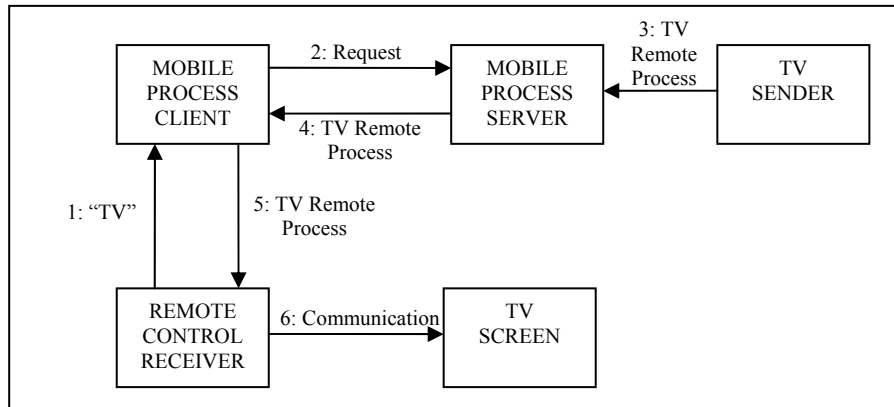 MOBILE
PROCESS
CLIENT
2: Request
MOBILE
PROCESS
SERVER
3: TV
Remote
Process
TV
SENDER
4: TV Remote
Process
1: “TV”
5: TV Remote
Process
REMOTE
CONTROL
RECEIVER
6: Communication
TV
SCREEN